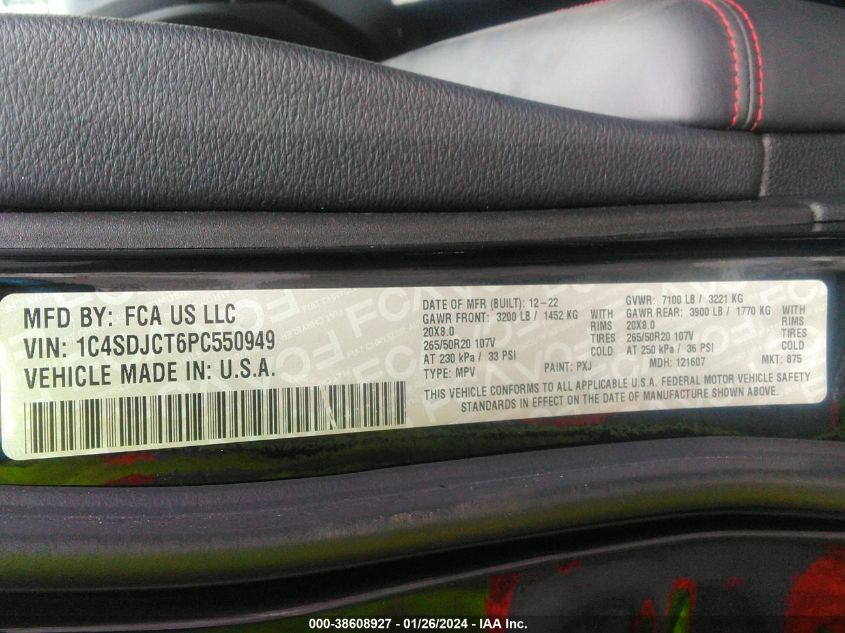 MFD BY: FCA US LLC
VIN: 1C4SDJCT6PC550949
VEHICLE MADE IN: U.S.A.
DATE OF MFR (BUILT): 12-22 GVWR: 7100 LB / 3221 KG
GAWR FRONT: 3200 LB / 1452 KG WITH GAWR REAR: 3900 LB / 1770 KG WITH
20X8.0 RIMS 20X8.0 RIMS
265/50R20 107V TIRES 265/50R20 107V TIRES
AT 230 kPa / 33 PSI COLD AT 250 kPa / 36 PSI COLD
TYPE: MPV PAINT: PXJ MDH: 121607 MKT: 875
THIS VEHICLE CONFORMS TO ALL APPLICABLE U.S.A. FEDERAL MOTOR VEHICLE SAFETY
STANDARDS IN EFFECT ON THE DATE OF MANUFACTURE SHOWN ABOVE.
000-38608927 - 01/26/2024 - IAA Inc.